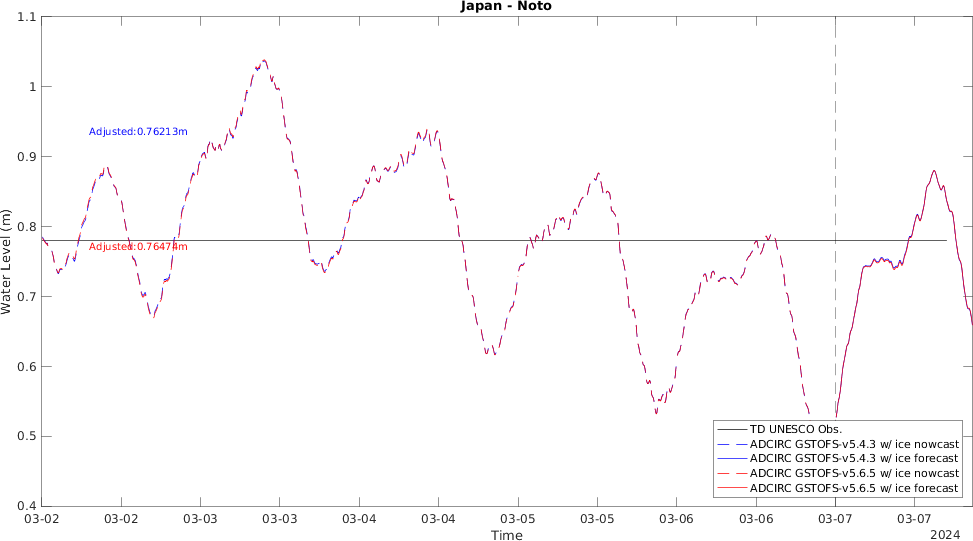 Japan - Noto
1.1
1
0.9
0.8
0.7
0.6
0.5
0.4
Water Level (m)
Adjusted:0.76213m
Adjusted:0.76474m
TD UNESCO Obs.
ADCIRC GSTOFS-v5.4.3 w/ ice nowcast
ADCIRC GSTOFS-v5.4.3 w/ ice forecast
ADCIRC GSTOFS-v5.6.5 w/ ice nowcast
ADCIRC GSTOFS-v5.6.5 w/ ice forecast
03-02 03-02 03-03 03-03 03-04 03-04 03-05 03-05 03-06 03-06 03-07 03-07
Time
2024